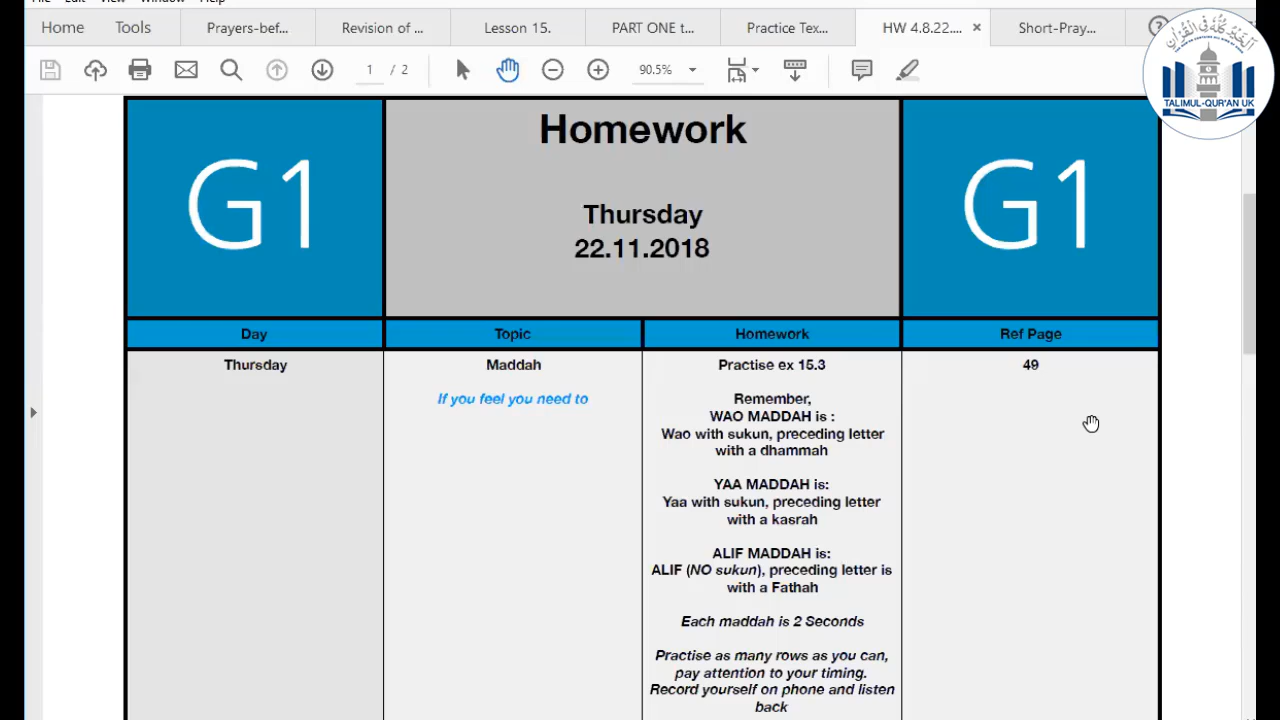 File Edit View Window Help
Home Tools Prayers-bef... Revision of ... Lesson 15. PART ONE t... Practice Tex... HW 4.8.22.... × Short-Pray...
1 / 2 90.5%
TALIMUL-QUR'AN UK
G1
Homework
Thursday
22.11.2018
G1
Day Topic Homework Ref Page
Thursday Maddah Practise ex 15.3 49
If you feel you need to Remember,
WAO MADDAH is :
Wao with sukun, preceding letter
with a dhammah
YAA MADDAH is:
Yaa with sukun, preceding letter
with a kasrah
ALIF MADDAH is:
ALIF (NO sukun), preceding letter is
with a Fathah
Each maddah is 2 Seconds
Practise as many rows as you can,
pay attention to your timing.
Record yourself on phone and listen
back